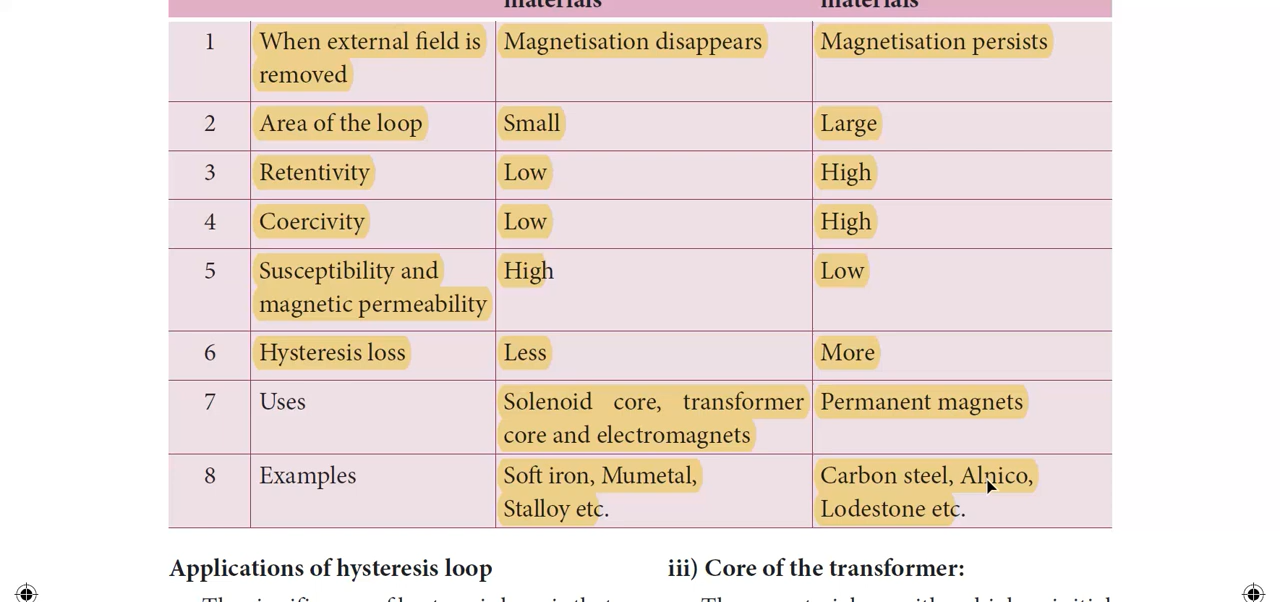 materials materials
1 When external field is Magnetisation disappears Magnetisation persists
removed
2 Area of the loop Small Large
3 Retentivity Low High
4 Coercivity Low High
5 Susceptibility and High Low
magnetic permeability
6 Hysteresis loss Less More
7 Uses Solenoid core, transformer Permanent magnets
core and electromagnets
8 Examples Soft iron, Mumetal, Carbon steel, Alnico,
Stalloy etc. Lodestone etc.
Applications of hysteresis loop
iii) Core of the transformer: